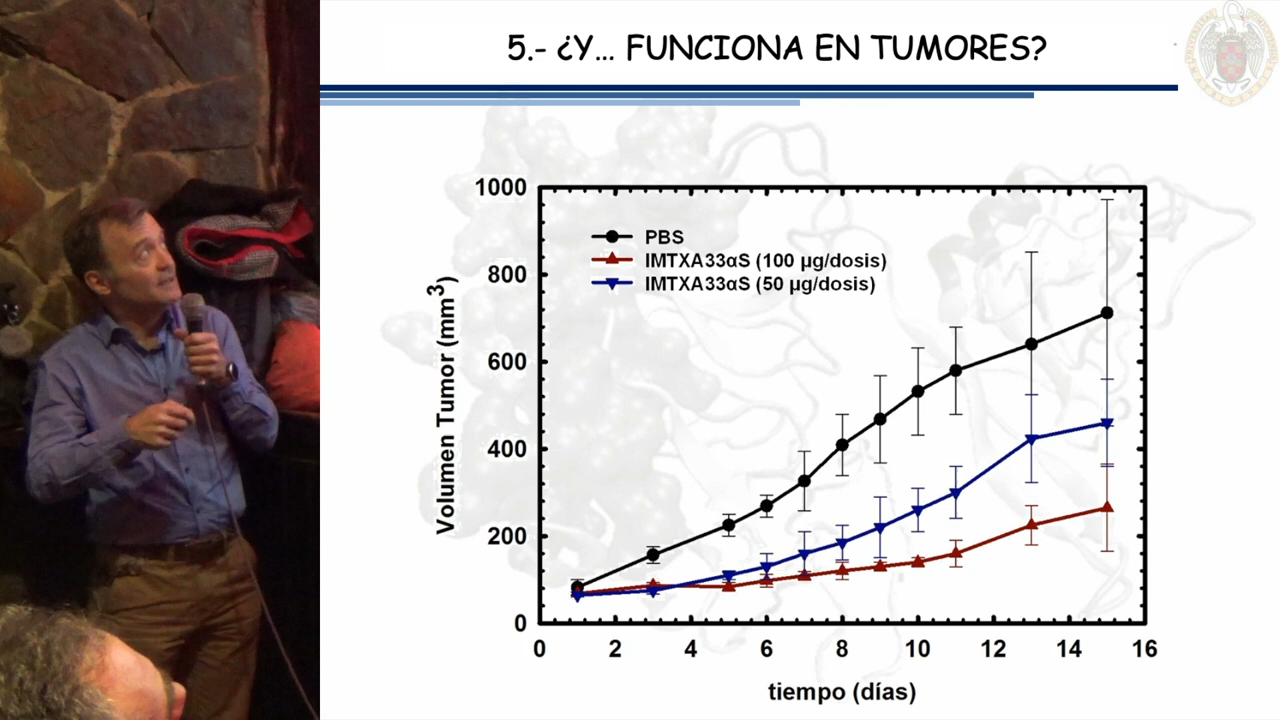 5.- ¿Y... FUNCIONA EN TUMORES?
1000
800
600
400
200
0
Volumen Tumor (mm³)
PBS
IMTXA33αS (100 µg/dosis)
IMTXA33αS (50 µg/dosis)
0 2 4 6 8 10 12 14 16
tiempo (días)